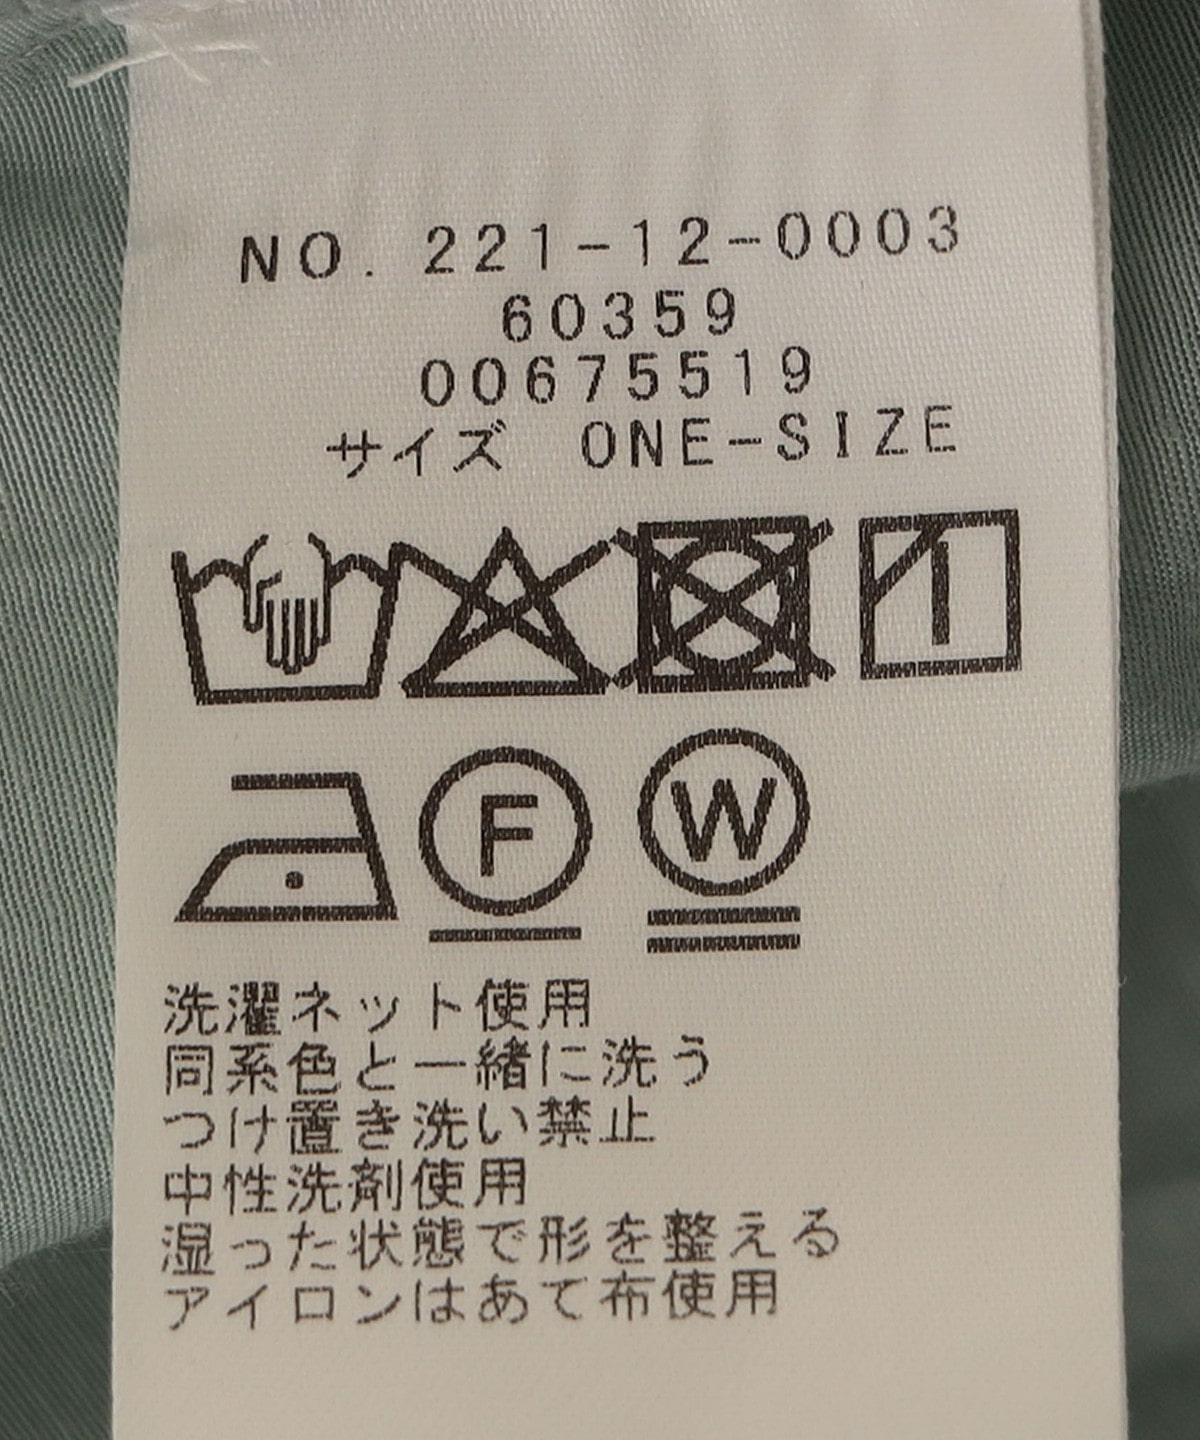 NO. 221-12-0003
60359
00675519
サイズ ONE-SIZE
F W
洗濯ネット使用
同系色と一緒に洗う
つけ置き洗い禁止
中性洗剤使用
湿った状態で形を整える
アイロンはあて布使用